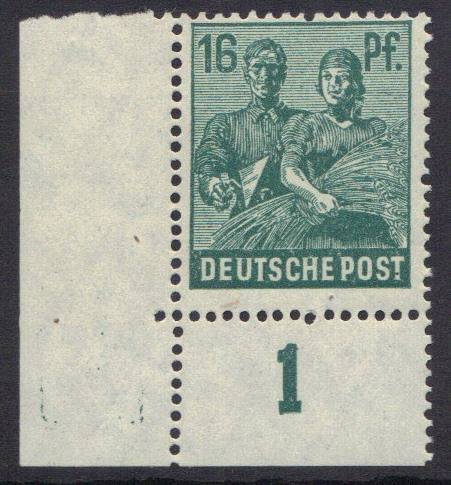 16 Pf.
DEUTSCHE POST
1